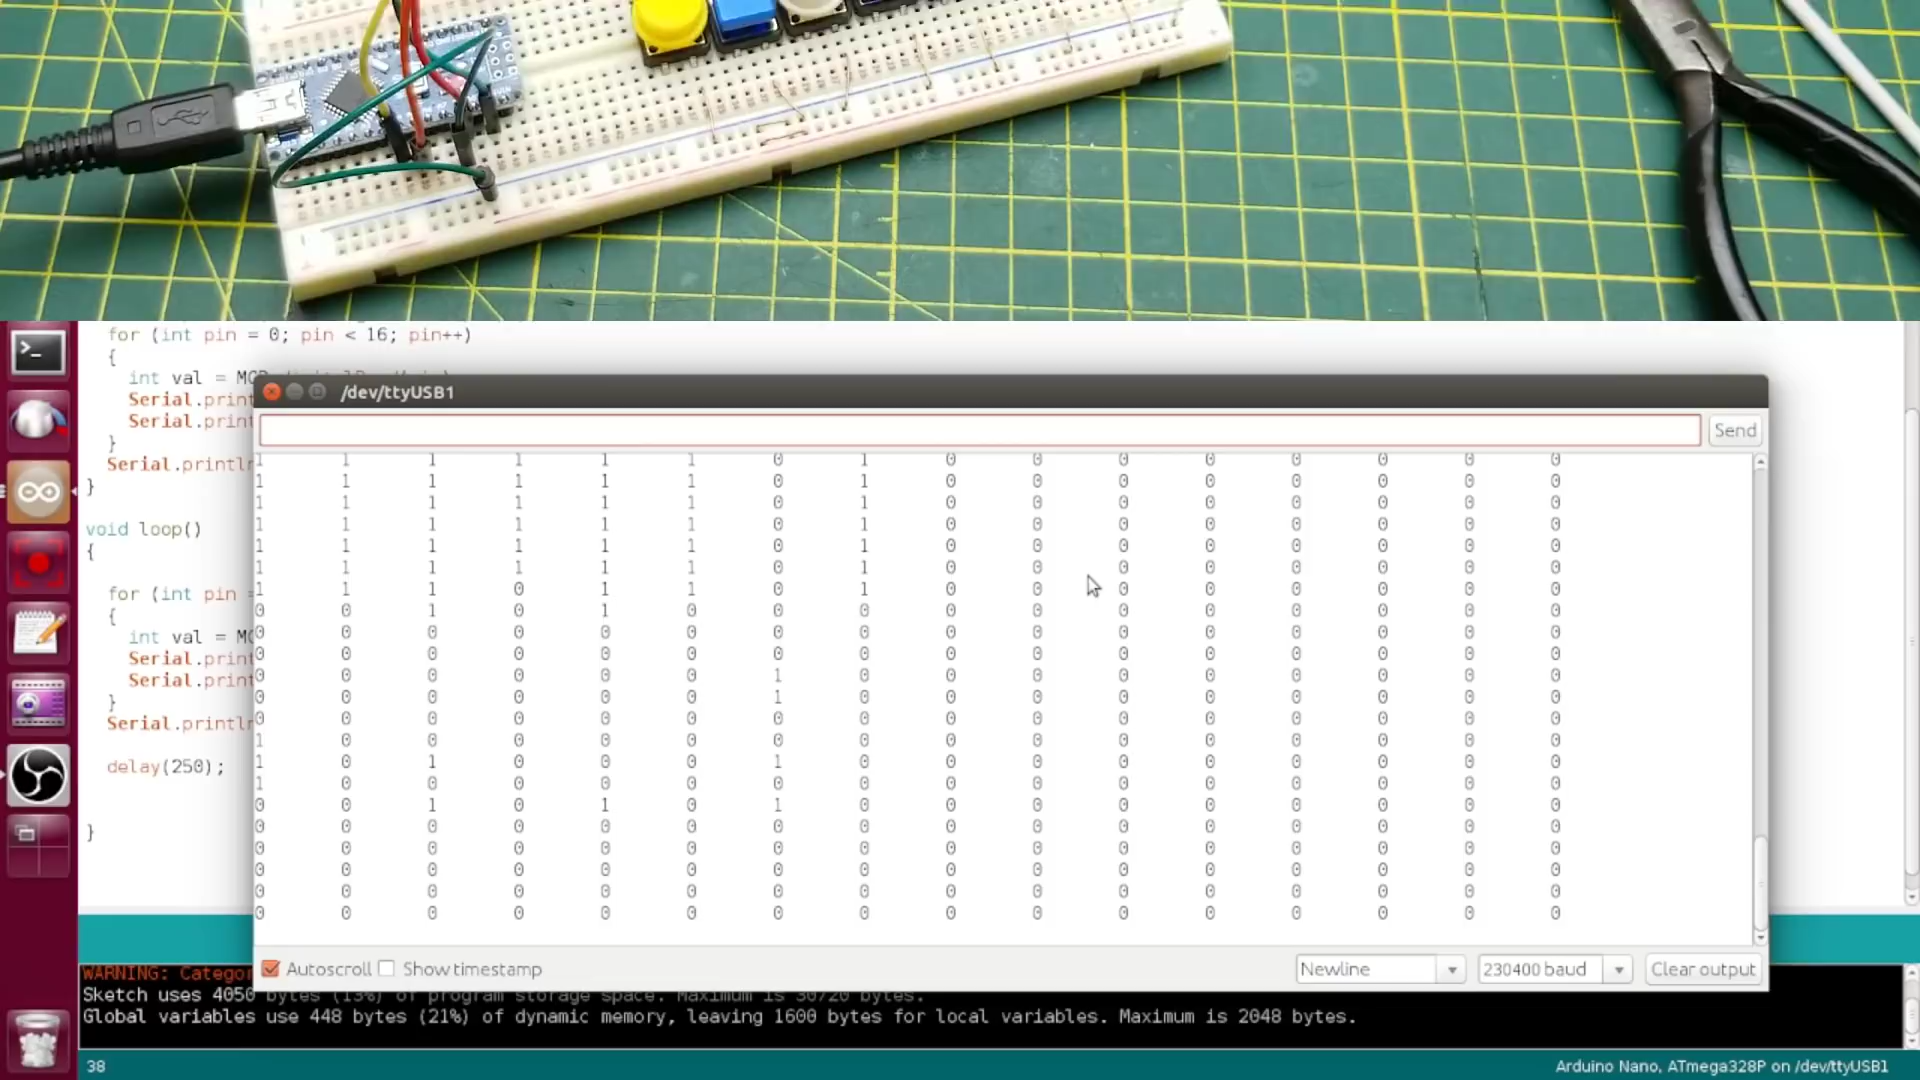 for (int pin = 0; pin < 16; pin++)
{
int val = MC
/dev/ttyUSB1
Serial.print
Serial.print
}
Send
Serial.println
}
1 1 1 1 1 1 0 1 0 0 0 0 0 0 0 0
1 1 1 1 1 1 0 1 0 0 0 0 0 0 0 0
1 1 1 1 1 1 0 1 0 0 0 0 0 0 0 0
1 1 1 1 1 1 0 1 0 0 0 0 0 0 0 0
1 1 1 1 1 1 0 1 0 0 0 0 0 0 0 0
1 1 1 1 1 1 0 1 0 0 0 0 0 0 0 0
1 1 1 0 1 1 0 1 0 0 0 0 0 0 0 0
0 0 1 0 1 0 0 0 0 0 0 0 0 0 0 0
0 0 0 0 0 0 0 0 0 0 0 0 0 0 0 0
0 0 0 0 0 0 0 0 0 0 0 0 0 0 0 0
0 0 0 0 0 0 1 0 0 0 0 0 0 0 0 0
0 0 0 0 0 0 1 0 0 0 0 0 0 0 0 0
0 0 0 0 0 0 0 0 0 0 0 0 0 0 0 0
1 0 0 0 0 0 0 0 0 0 0 0 0 0 0 0
1 0 1 0 0 0 1 0 0 0 0 0 0 0 0 0
1 0 0 0 0 0 0 0 0 0 0 0 0 0 0 0
0 0 1 0 1 0 1 0 0 0 0 0 0 0 0 0
0 0 0 0 0 0 0 0 0 0 0 0 0 0 0 0
0 0 0 0 0 0 0 0 0 0 0 0 0 0 0 0
0 0 0 0 0 0 0 0 0 0 0 0 0 0 0 0
0 0 0 0 0 0 0 0 0 0 0 0 0 0 0 0
0 0 0 0 0 0 0 0 0 0 0 0 0 0 0 0
void loop()
{
for (int pin =
{
int val = MC
Serial.print
Serial.print
}
Serial.println
delay(250);
}
Autoscroll Show timestamp Newline 230400 baud Clear output
WARNING: Categor
Sketch uses 4050 bytes (13%) of program storage space. Maximum is 30720 bytes.
Global variables use 448 bytes (21%) of dynamic memory, leaving 1600 bytes for local variables. Maximum is 2048 bytes.
38 Arduino Nano, ATmega328P on /dev/ttyUSB1